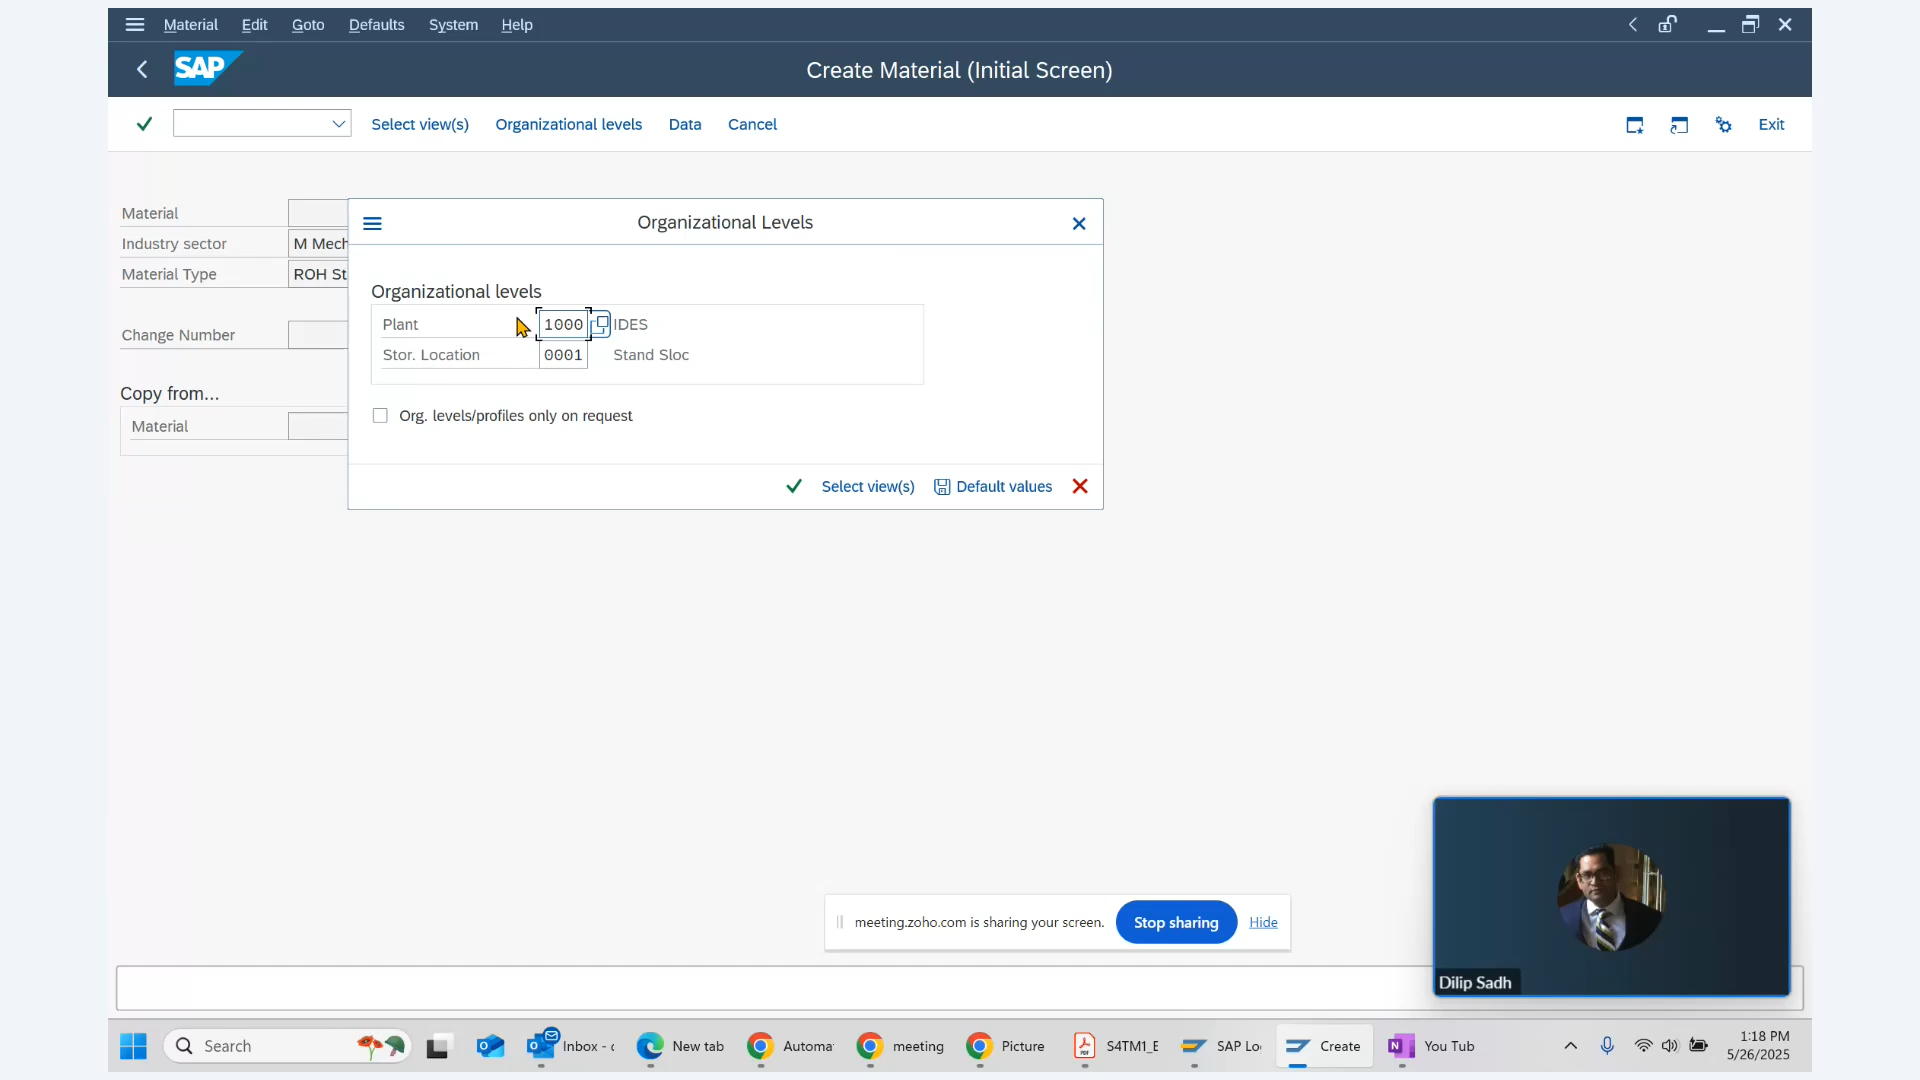 Material Edit Goto Defaults System Help
SAP
Create Material (Initial Screen)
Select view(s) Organizational levels Data Cancel Exit
Material
Industry sector M Mech
Material Type ROH St
Change Number
Copy from...
Material
Organizational Levels
Organizational levels
Plant 1000 IDES
Stor. Location 0001 Stand Sloc
Org. levels/profiles only on request
Select view(s) Default values
meeting.zoho.com is sharing your screen. Stop sharing Hide
Dilip Sadh
Search Inbox - New tab Automa meeting Picture S4TM1_E SAP Lo Create You Tub
1:18 PM
5/26/2025